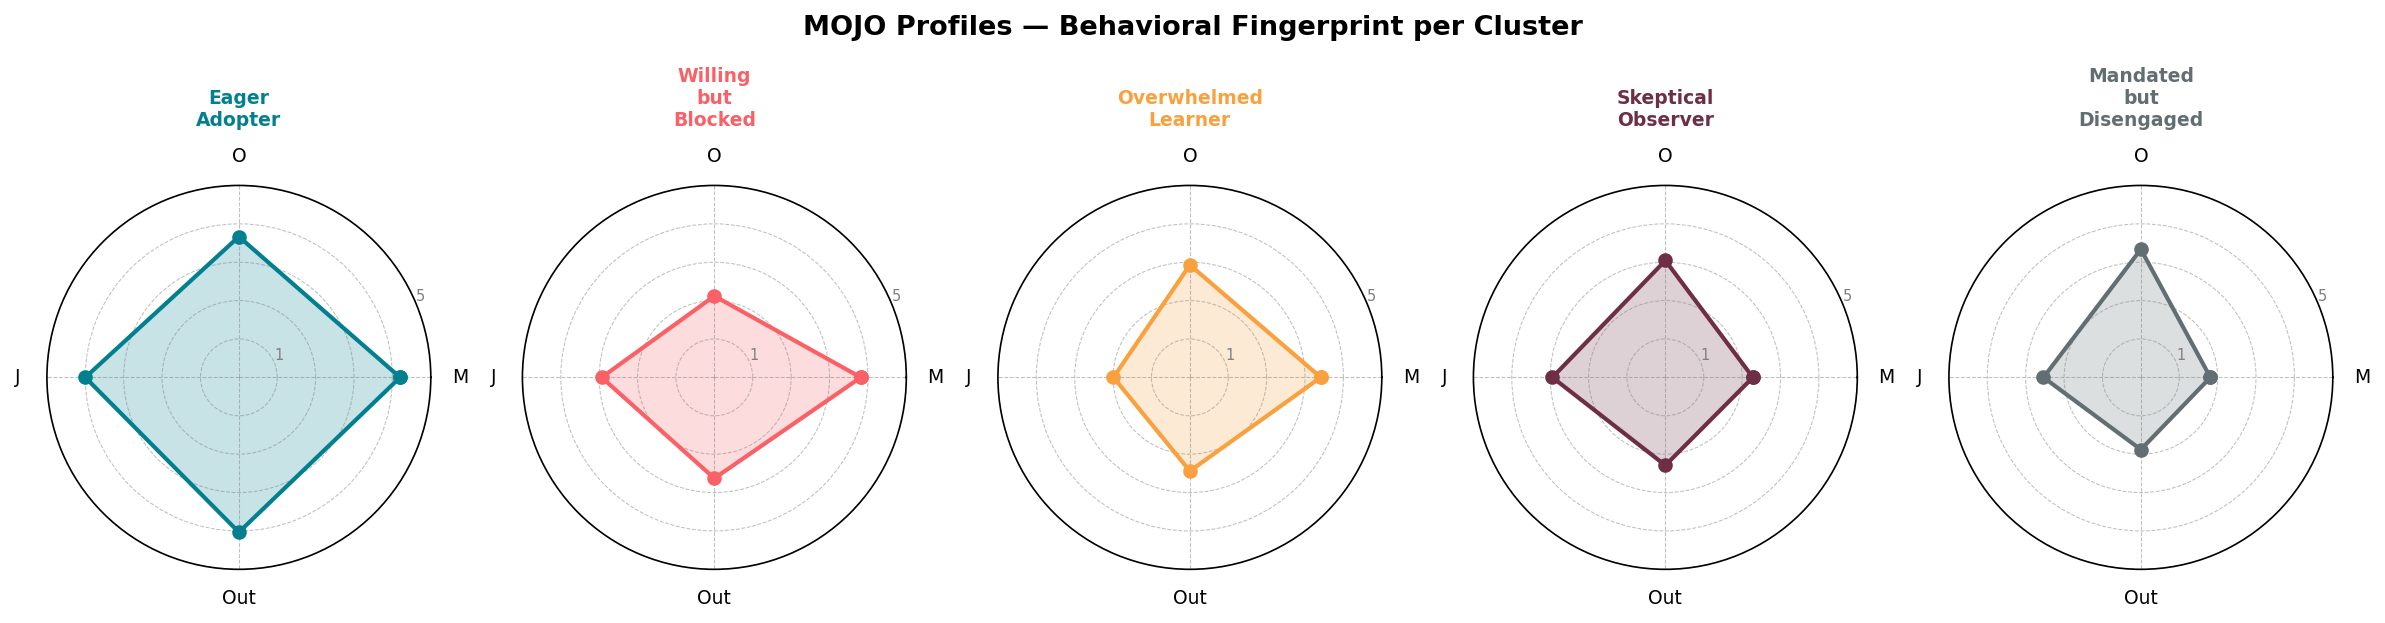 MOJO Profiles — Behavioral Fingerprint per Cluster
Eager
Adopter
O
5
1
J
M
Out
Willing
but
Blocked
O
5
1
J
M
Out
Overwhelmed
Learner
O
5
1
J
M
Out
Skeptical
Observer
O
5
1
J
M
Out
Mandated
but
Disengaged
O
5
1
J
M
Out